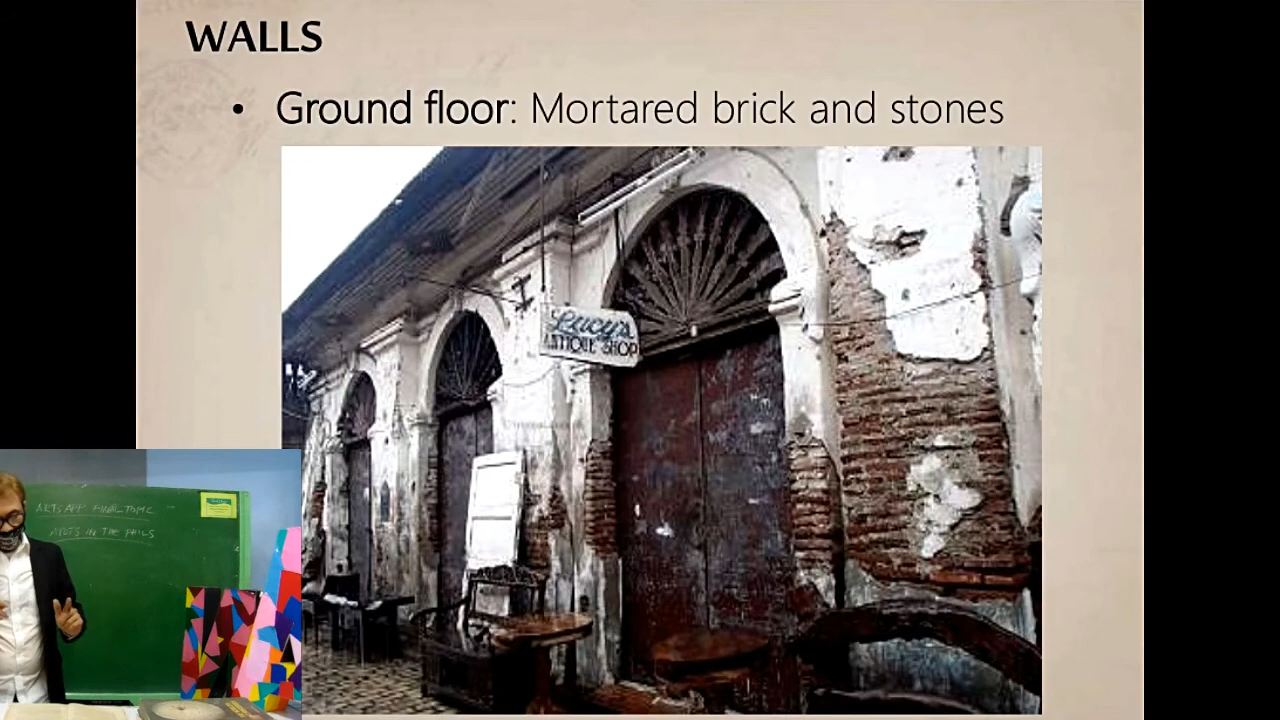 WALLS
• Ground floor: Mortared brick and stones
Lucy's
ANTIQUE SHOP
ARTS APP FINAL TOPIC
ARTS IN THE PHILS